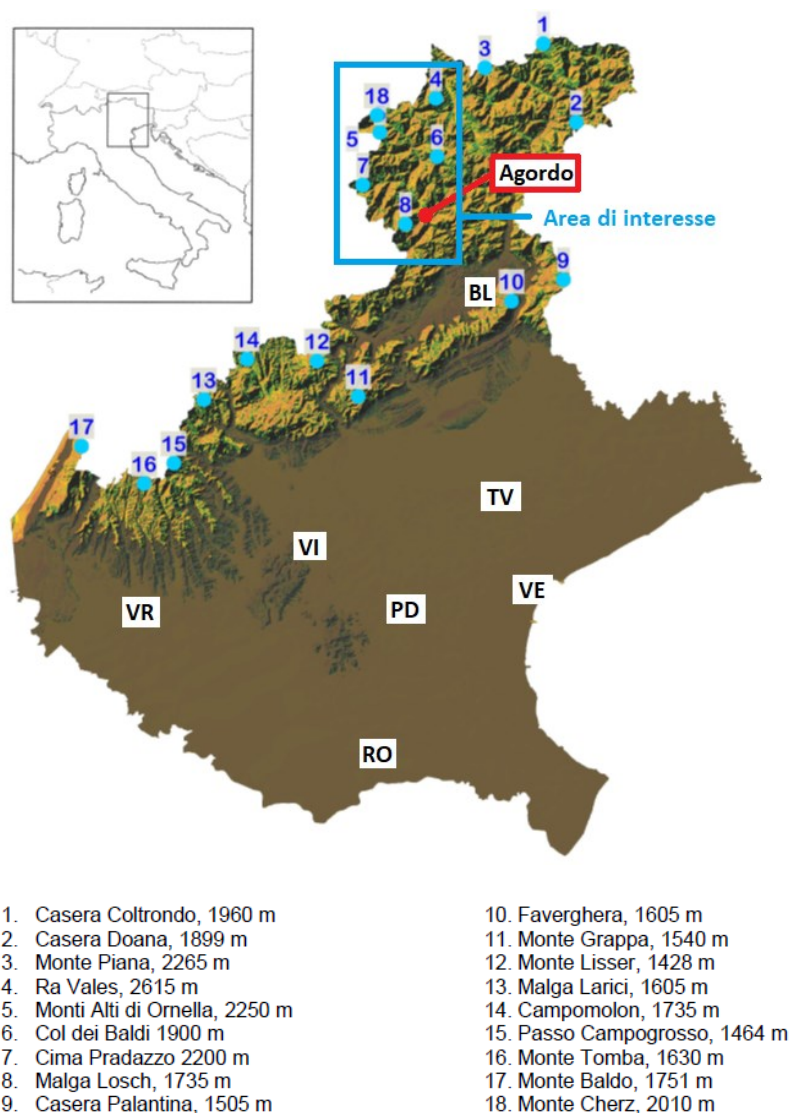 1
3
4
18
2
5
6
7
Agordo
8
Area di interesse
9
BL
10
14
12
11
13
17
15
16
TV
VI
VE
VR
PD
RO
1. Casera Coltrondo, 1960 m
2. Casera Doana, 1899 m
3. Monte Piana, 2265 m
4. Ra Vales, 2615 m
5. Monti Alti di Ornella, 2250 m
6. Col dei Baldi 1900 m
7. Cima Pradazzo 2200 m
8. Malga Losch, 1735 m
9. Casera Palantina, 1505 m
10. Faverghera, 1605 m
11. Monte Grappa, 1540 m
12. Monte Lisser, 1428 m
13. Malga Larici, 1605 m
14. Campomolon, 1735 m
15. Passo Campogrosso, 1464 m
16. Monte Tomba, 1630 m
17. Monte Baldo, 1751 m
18. Monte Cherz, 2010 m